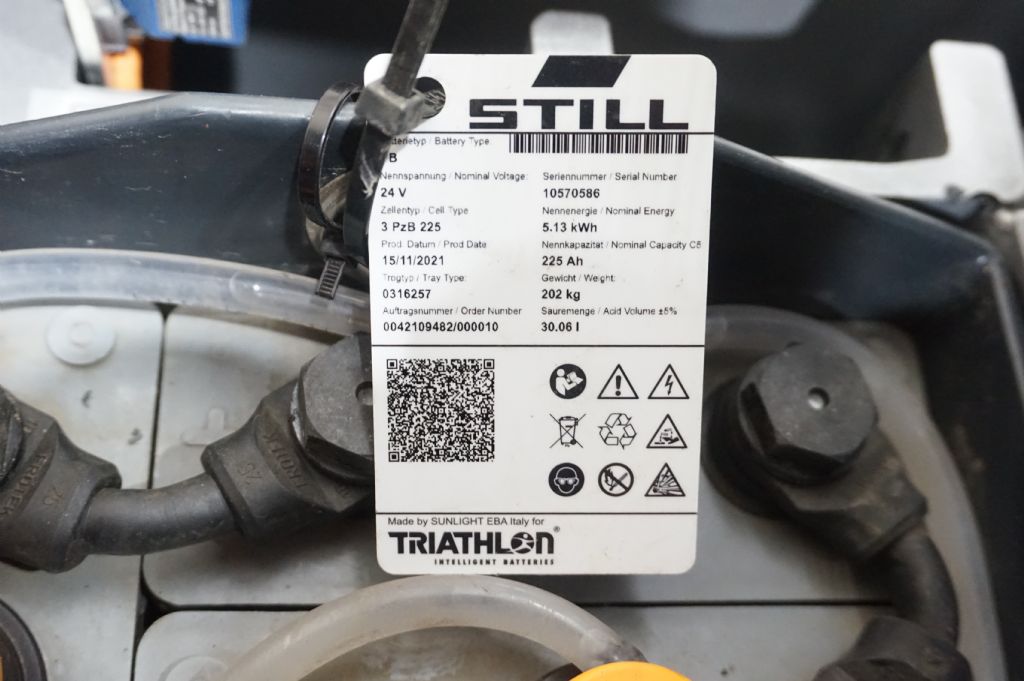 STILL
/ Battery Type:
B
Nennspannung / Nominal Voltage:
24 V
Seriennummer / Serial Number
10570586
Zellentyp / Cell Type
3 PzB 225
Nennenergie / Nominal Energy
5.13 kWh
Prod. Datum / Prod Date
15/11/2021
Nennkapazität / Nominal Capacity C5
225 Ah
Trogtyp / Tray Type:
0316257
Gewicht / Weight:
202 kg
Auftragsnummer / Order Number
0042109482/000010
Sauremenge / Acid Volume ±5%
30.06 l
Made by SUNLIGHT EBA Italy for
TRIATHLON®
INTELLIGENT BATTERIES